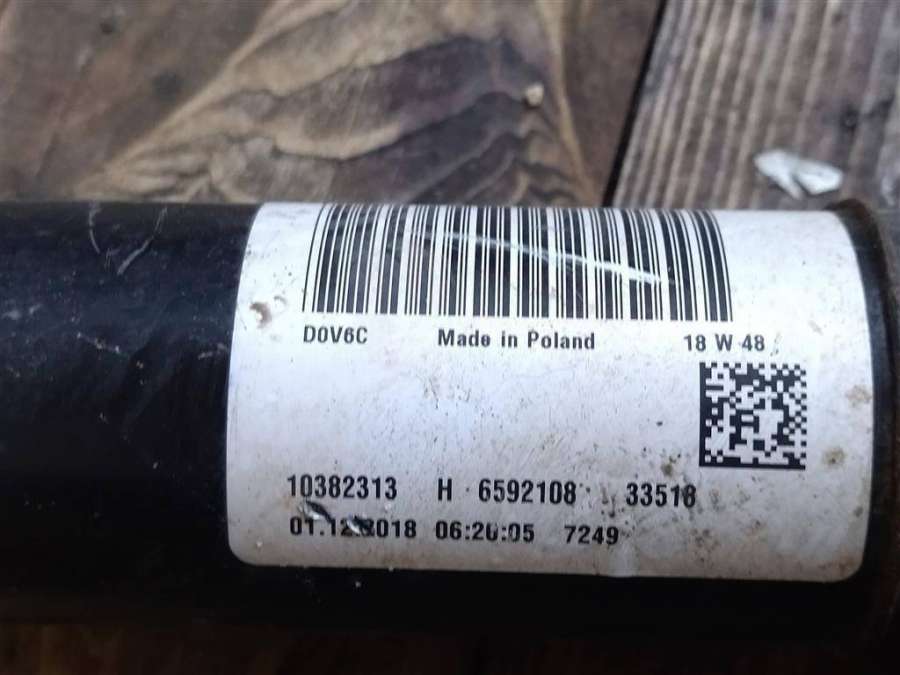 D0V6C Made in Poland 18 W 48
10382313 H 6592108 33518
01.12.2018 06:20:05 7249